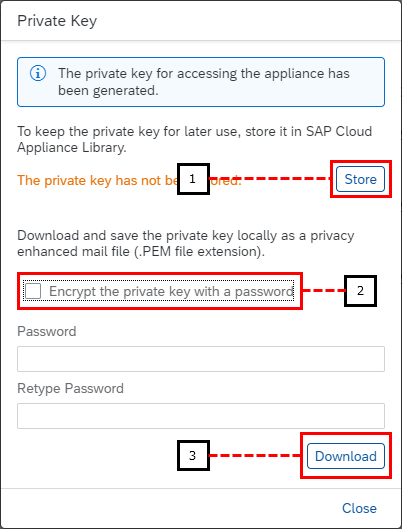 Private Key
The private key for accessing the appliance has
been generated.
To keep the private key for later use, store it in SAP Cloud
Appliance Library.
The private key has not be 1 ored.
Store
Download and save the private key locally as a privacy
enhanced mail file (.PEM file extension).
Encrypt the private key with a password
2
Password
Retype Password
3
Download
Close